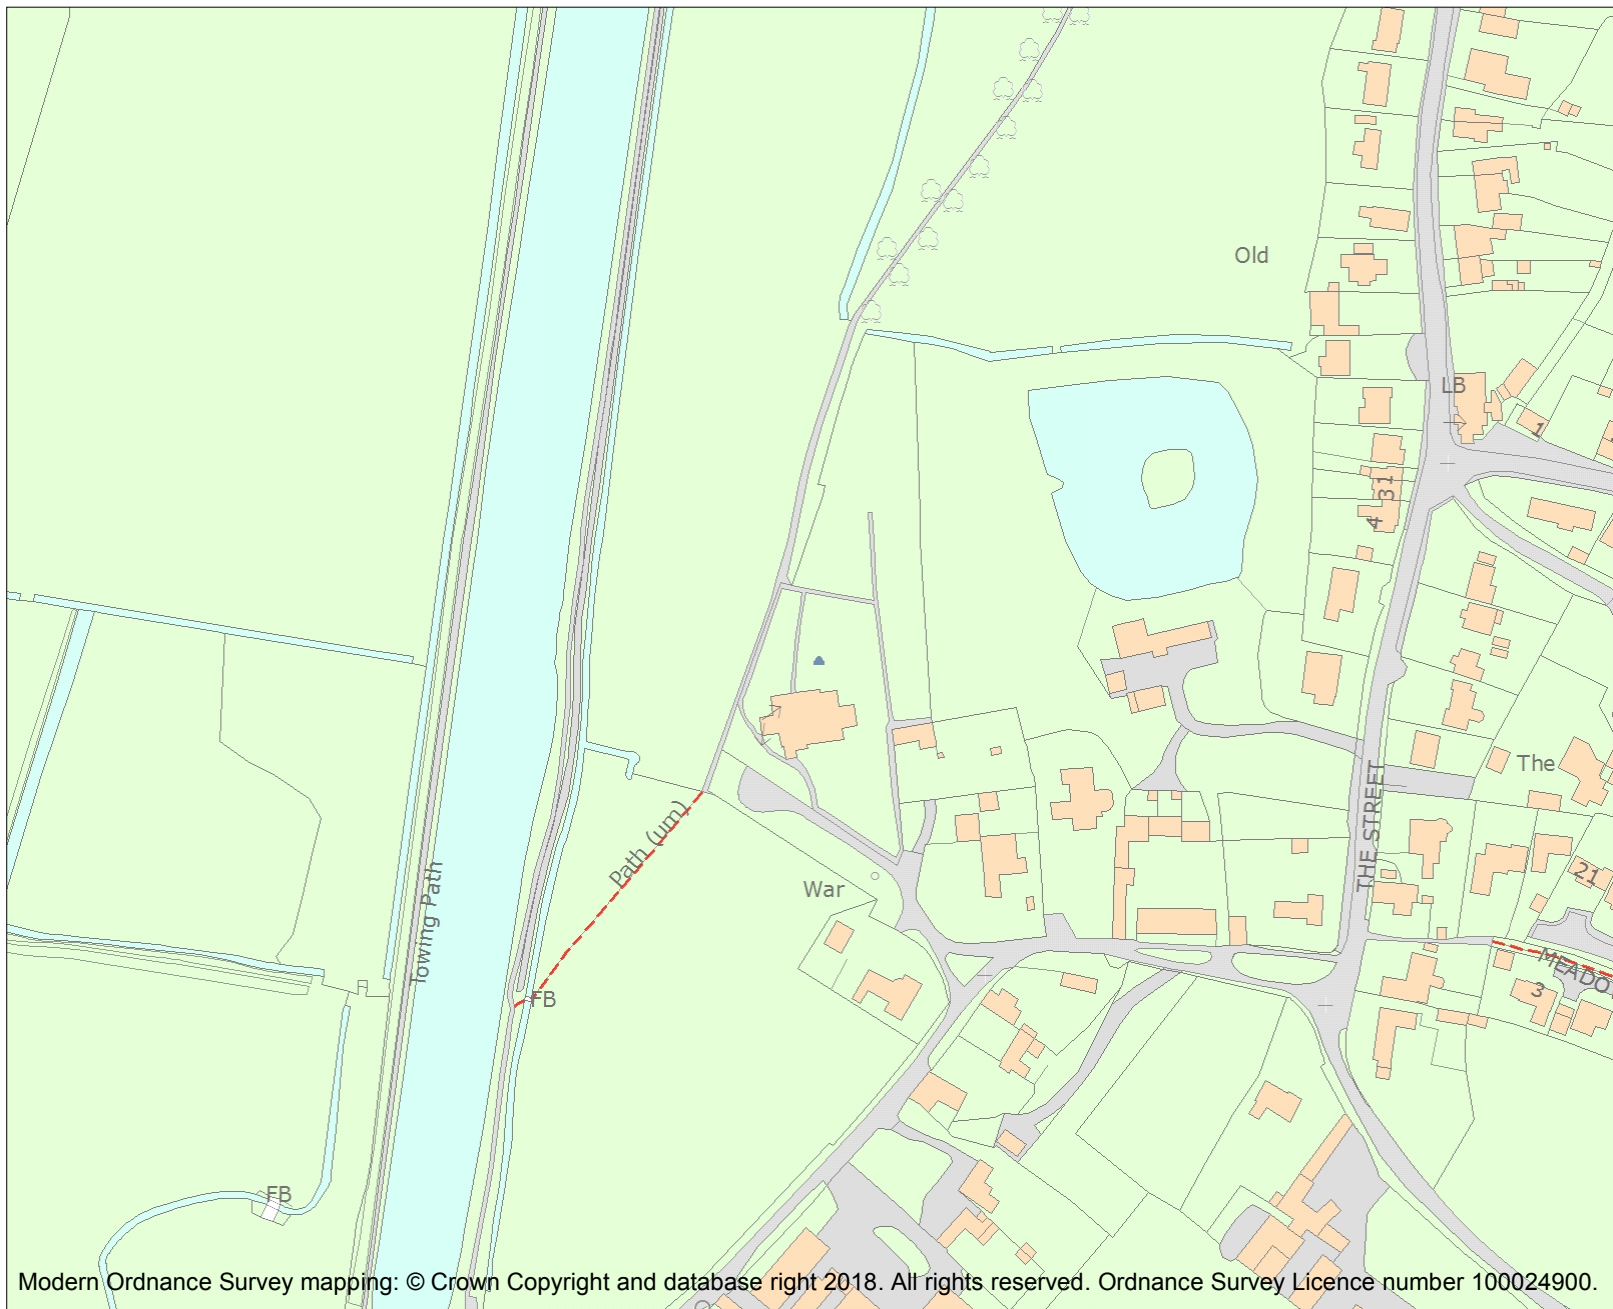 Old
LB
1
31
4
The
THE STREET
Path (um)
21
War
Towing Path
MEADO
FB
3
FB
Modern Ordnance Survey mapping: © Crown Copyright and database right 2018. All rights reserved. Ordnance Survey Licence number 100024900.